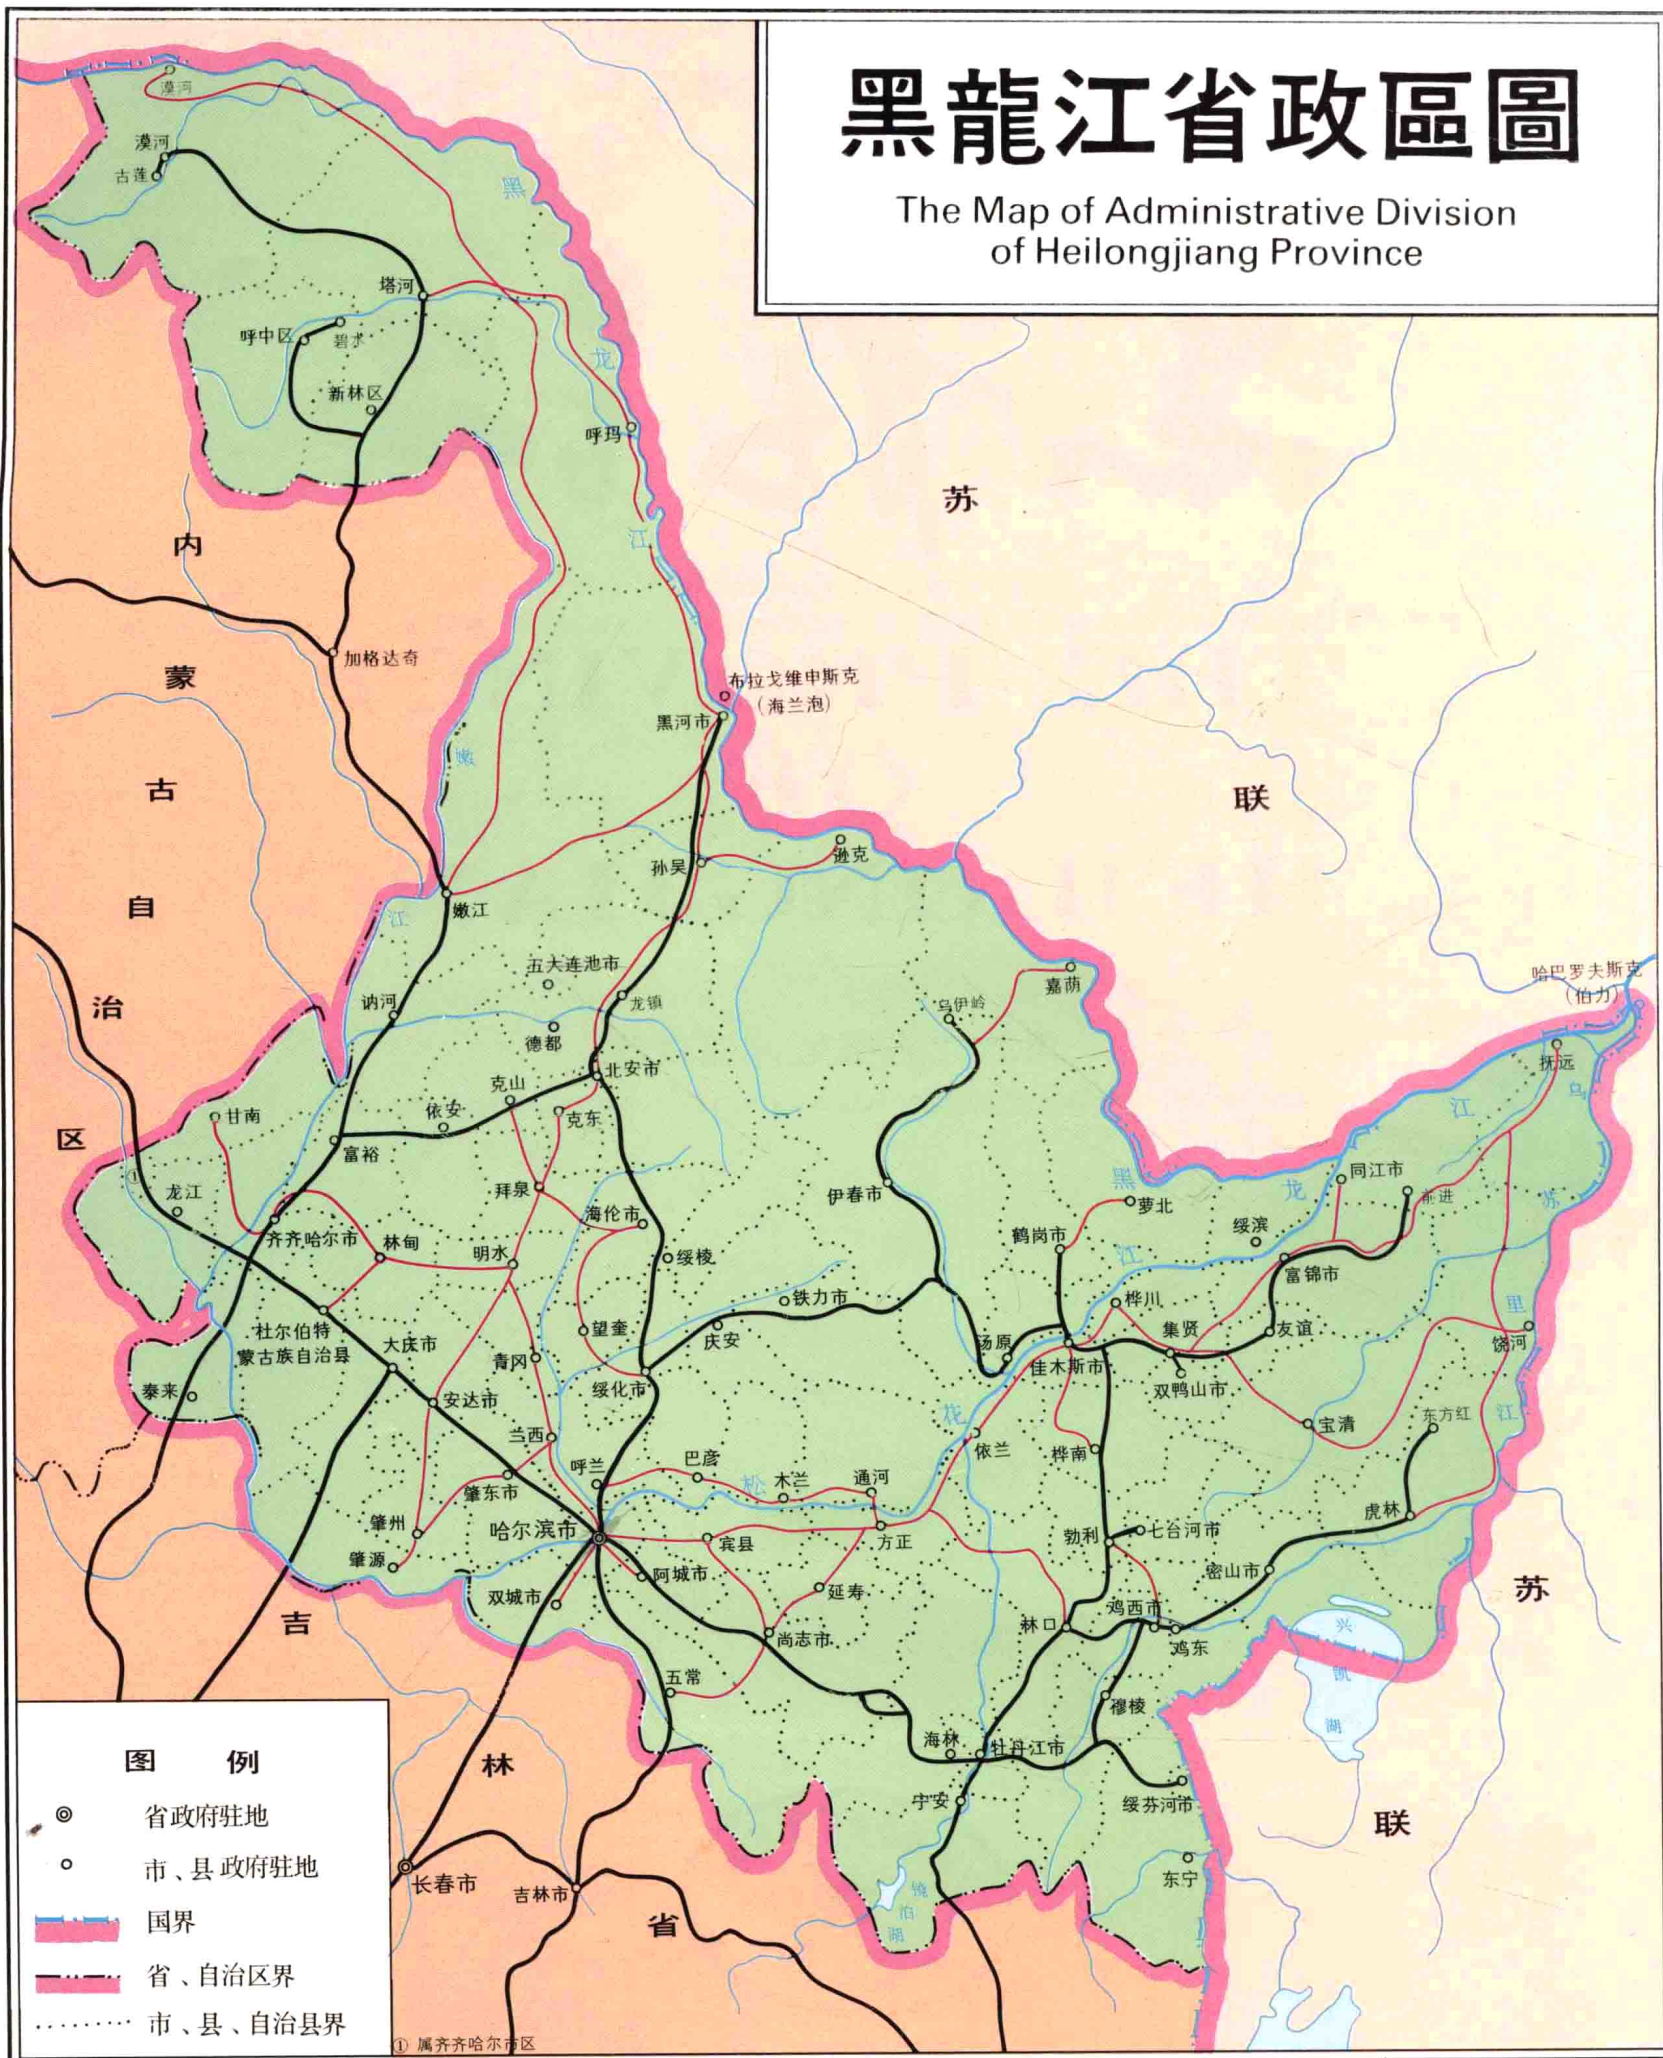 黑龍江省政區圖
The Map of Administrative Division
of Heilongjiang Province
漠河
漠河
古莲
黑
塔河
呼中区
碧水
新林区
龙
呼玛
江
苏
内
蒙
古
自
治
区
加格达奇
布拉戈维申斯克
(海兰泡)
黑河市
嫩
联
孙吴
逊克
嫩江
江
五大连池市
讷河
龙镇
德都
北安市
克山
克东
依安
嘉荫
乌伊岭
哈巴罗夫斯克
(伯力)
抚远
乌
江
甘南
富裕
①
龙江
拜泉
海伦市
伊春市
黑
萝北
龙
同江市
前进
苏
齐齐哈尔市
林甸
明水
绥棱
鹤岗市
江
绥滨
富锦市
杜尔伯特
蒙古族自治县
大庆市
望奎
铁力市
庆安
桦川
汤原
佳木斯市
集贤
友谊
里
饶河
青冈
泰来
安达市
绥化市
双鸭山市
兰西
花
依兰
桦南
宝清
东方红
江
呼兰
巴彦
松
木兰
通河
肇东市
肇州
哈尔滨市
宾县
方正
勃利
七台河市
虎林
肇源
阿城市
延寿
密山市
双城市
尚志市
林口
鸡西市
鸡东
兴
凯
湖
苏
吉
五常
穆棱
海林
牡丹江市
林
宁安
绥芬河市
联
东宁
长春市
吉林市
省
镜
泊
湖
图 例
省政府驻地
市、县政府驻地
国界
省、自治区界
市、县、自治县界
① 属齐齐哈尔市区